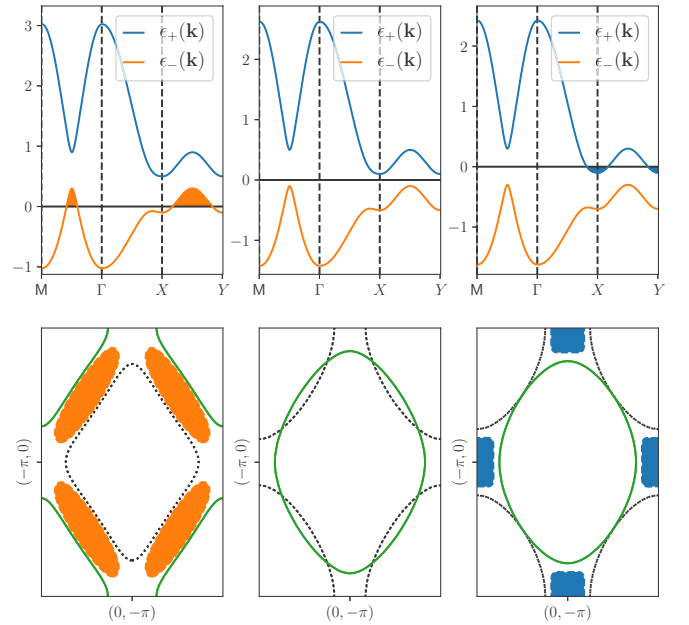 3
2
1
0
−1
M
Γ
X
Y
ϵ₊(k)
ϵ₋(k)
2
1
0
−1
M
Γ
X
Y
ϵ₊(k)
ϵ₋(k)
2
1
0
−1
M
Γ
X
Y
ϵ₊(k)
ϵ₋(k)
(−π, 0)
(0, −π)
(−π, 0)
(0, −π)
(−π, 0)
(0, −π)